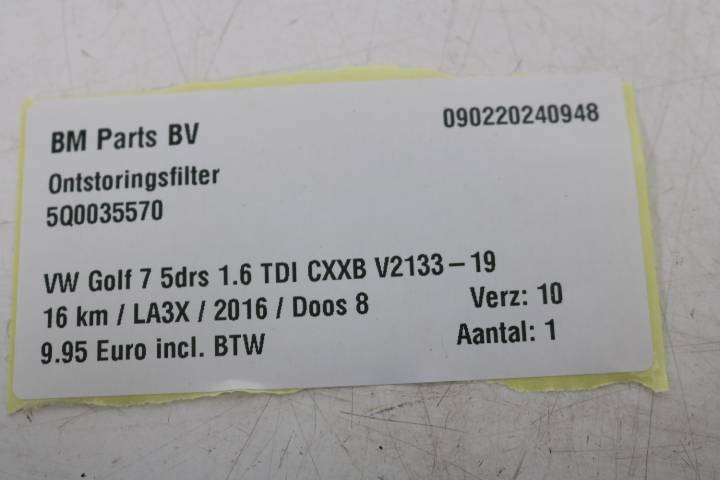 BM Parts BV
090220240948
Ontstoringsfilter
5Q0035570
VW Golf 7 5drs 1.6 TDI CXXB V2133-19
16 km / LA3X / 2016 / Doos 8
Verz: 10
9.95 Euro incl. BTW
Aantal: 1